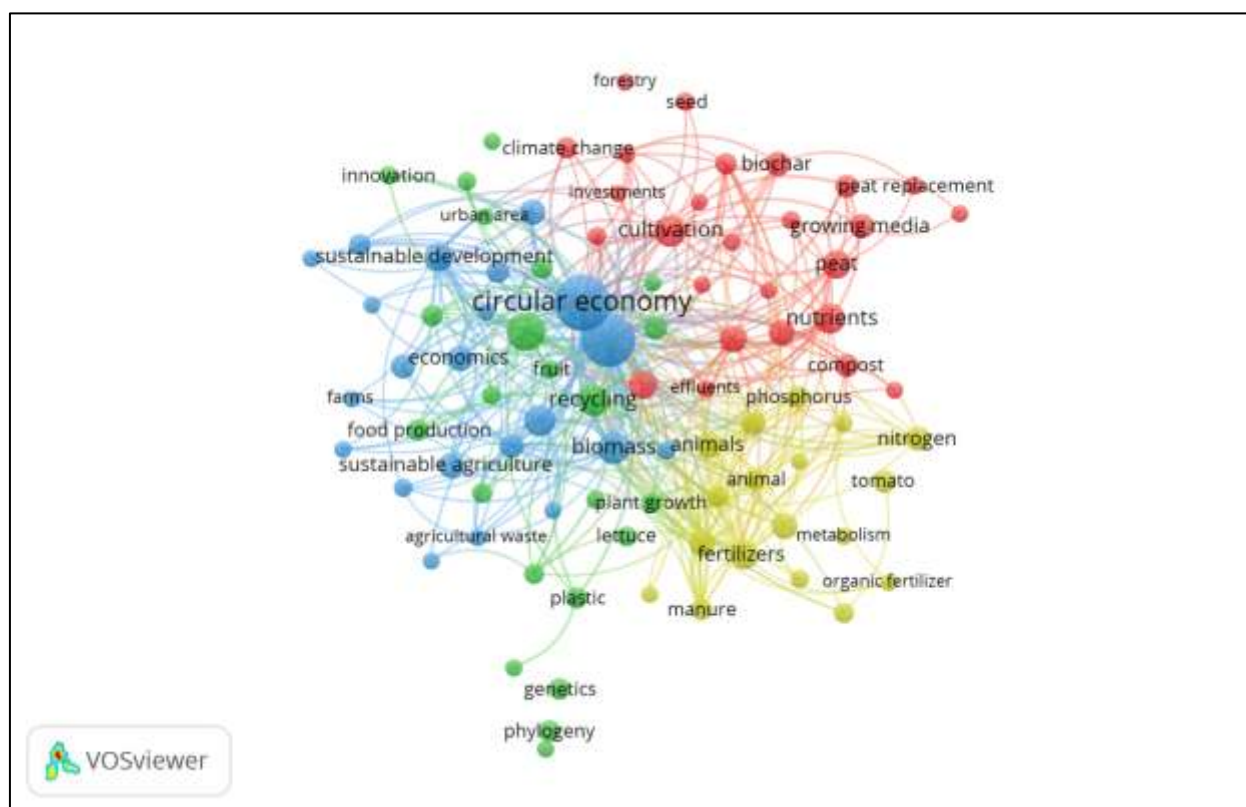 forestry
seed
climate change
biochar
innovation
investments
peat replacement
urban area
cultivation
growing media
sustainable development
peat
circular economy
nutrients
economics
fruit
compost
effluents
farms
recycling
phosphorus
food production
nitrogen
biomass
animals
sustainable agriculture
animal
tomato
plant growth
agricultural waste
lettuce
metabolism
fertilizers
organic fertilizer
plastic
manure
genetics
phylogeny
VOSviewer